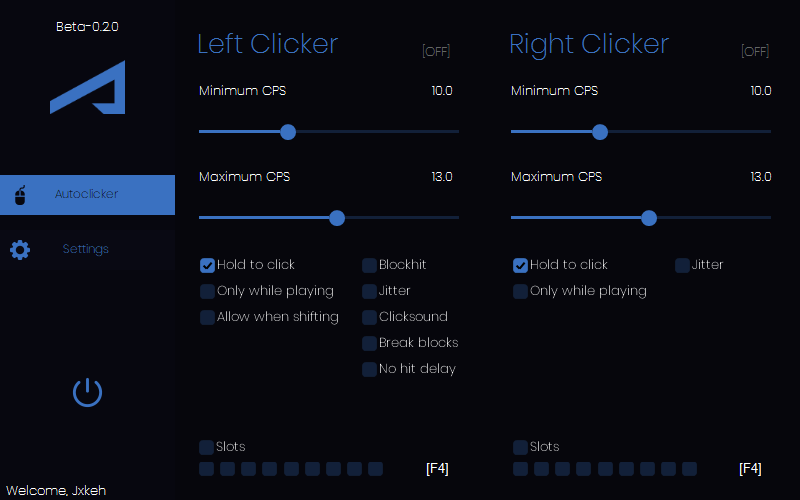 Beta-0.2.0
Autoclicker
Settings
Welcome, Jxkeh
Left Clicker [OFF]
Minimum CPS 10.0
Maximum CPS 13.0
Hold to click Blockhit
Only while playing Jitter
Allow when shifting Clicksound
Break blocks
No hit delay
Slots
[F4]
Right Clicker [OFF]
Minimum CPS 10.0
Maximum CPS 13.0
Hold to click Jitter
Only while playing
Slots
[F4]